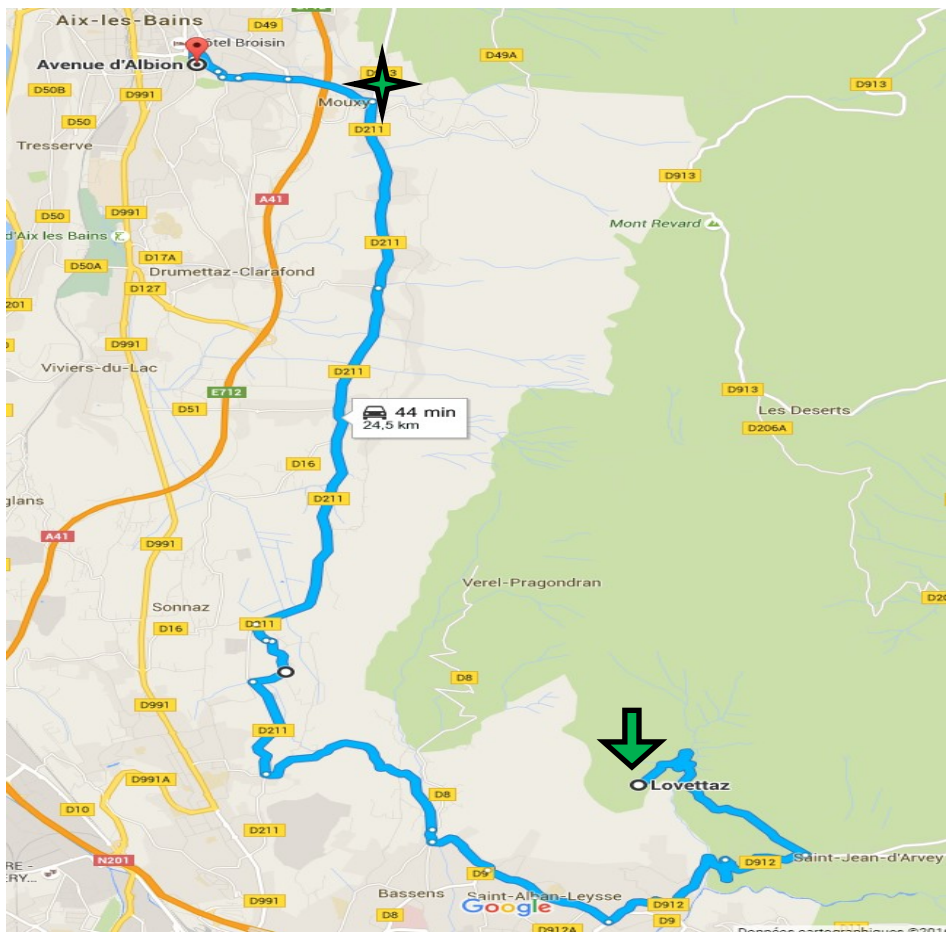 Aix-les-Bains
D49
Hôtel Broisin
Avenue d'Albion
D49A
D913
D50B
D991
Mouxy
D50
D211
Tresserve
D913
A41
D50
D991
Mont Revard
d'Aix les Bains
D211
D17A
D50A
Drumettaz-Clarafond
D127
D201
D991
Viviers-du-Lac
D211
E712
D913
D51
44 min
24,5 km
Les Deserts
D206A
D16
D211
A41
D991
Verel-Pragondran
Sonnaz
D211
D16
D8
D991
D211
D991A
Lovettaz
D8
D10
D211
N201
D912
Saint-Jean-d'Arvey
D9
Bassens
Saint-Alban-Leysse
D991
Google
D912
D8
D912A
D9